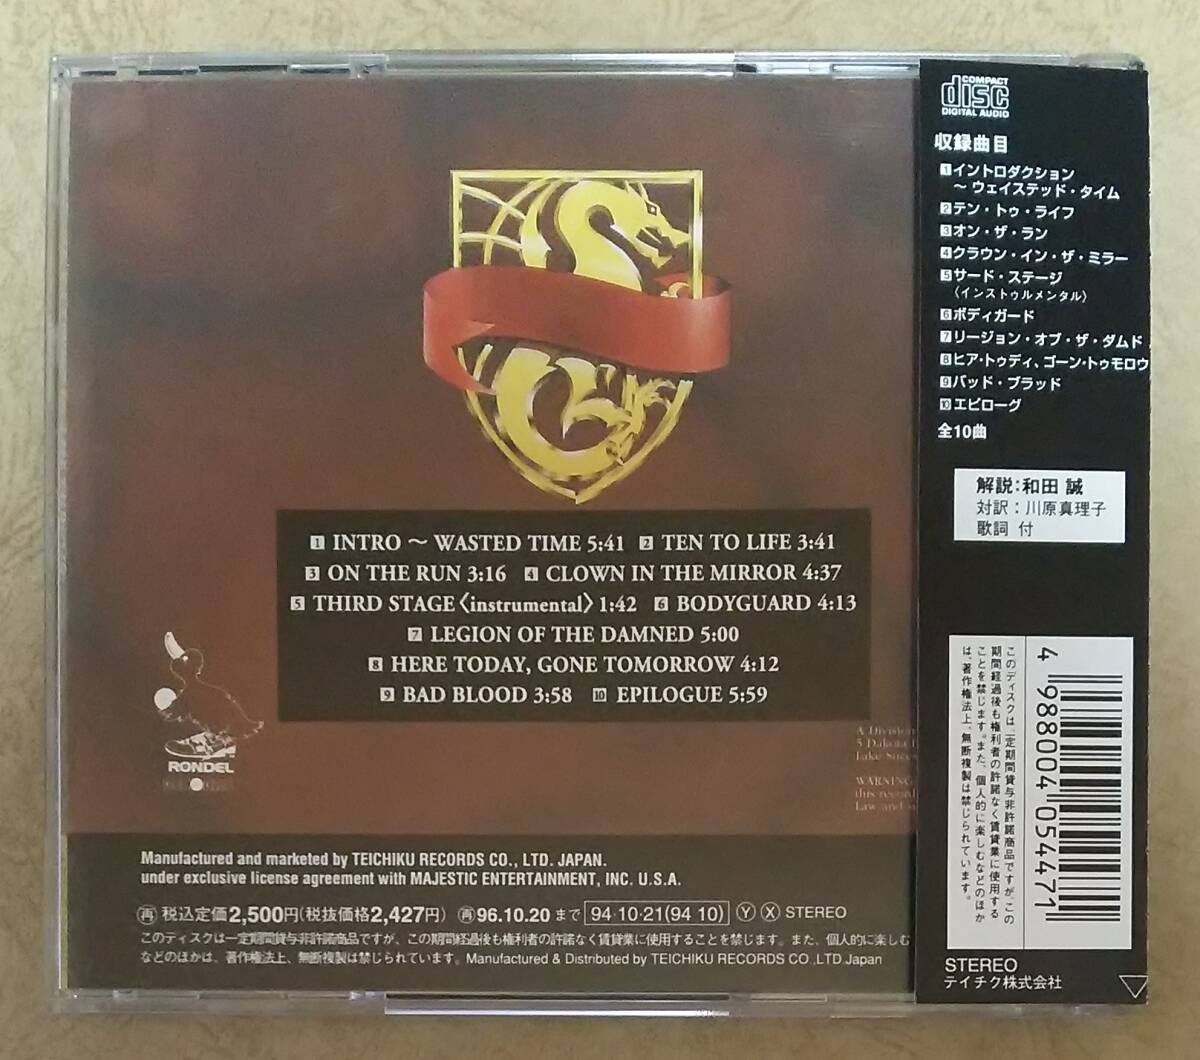 1 INTRO ～ WASTED TIME 5:41 2 TEN TO LIFE 3:41
3 ON THE RUN 3:16 4 CLOWN IN THE MIRROR 4:37
5 THIRD STAGE〈instrumental〉1:42 6 BODYGUARD 4:13
7 LEGION OF THE DAMNED 5:00
8 HERE TODAY, GONE TOMORROW 4:12
9 BAD BLOOD 3:58 10 EPILOGUE 5:59
RONDEL
A Division
5 Dakota
Lake Suc
WARNING
this record
Law and
Manufactured and marketed by TEICHIKU RECORDS CO., LTD. JAPAN.
under exclusive license agreement with MAJESTIC ENTERTAINMENT, INC. U.S.A.
再 税込定価2,500円(税抜価格2,427円) 再96.10.20まで 94·10·21(94 10) Y X STEREO
このディスクは一定期間貸与非許諾商品ですが、この期間経過後も権利者の許諾なく賃貸業に使用することを禁じます。また、個人的に楽しむ
などのほかは、著作権法上、無断複製は禁じられています。Manufactured & Distributed by TEICHIKU RECORDS CO.,LTD.Japan
COMPACT
disc
DIGITAL AUDIO
収録曲目
1イントロダクション
～ウェイステッド・タイム
2テン・トゥ・ライフ
3オン・ザ・ラン
4クラウン・イン・ザ・ミラー
5サード・ステージ
〈インストゥルメンタル〉
6ボディガード
7リージョン・オブ・ザ・ダムド
8ヒア・トゥディ、ゴーン・トゥモロウ
9バッド・ブラッド
10エピローグ
全10曲
解説：和田 誠
対訳：川原真理子
歌詞 付
このディスクは、一定期間貸与非許諾商品ですが、この
期間経過後も権利者の許諾なく賃貸業に使用する
ことを禁じます。また、個人的に楽しむなどのほか
は、著作権法上、無断複製は禁じられています。
4 988004 054471
STEREO
テイチク株式会社